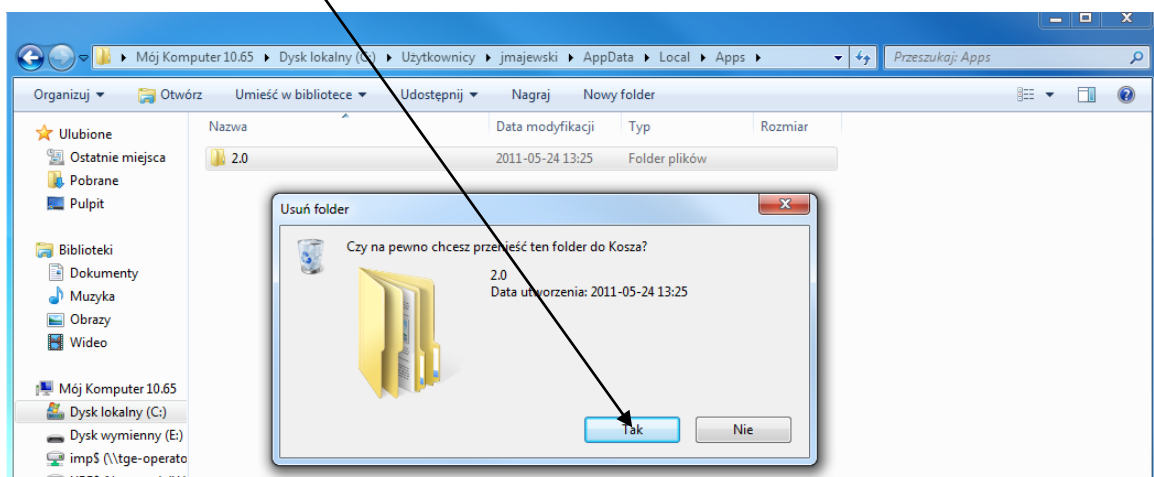 Mój Komputer 10.65 Dysk lokalny (C:) Użytkownicy jmajewski AppData Local Apps Przeszukaj: Apps
Organizuj Otwórz Umieść w bibliotece Udostępnij Nagraj Nowy folder
Nazwa Data modyfikacji Typ Rozmiar
2.0 2011-05-24 13:25 Folder plików
Ulubione
Ostatnie miejsca
Pobrane
Pulpit
Biblioteki
Dokumenty
Muzyka
Obrazy
Wideo
Mój Komputer 10.65
Dysk lokalny (C:)
Dysk wymienny (E:)
imp$ (\\tge-operato
Usuń folder
Czy na pewno chcesz przenieść ten folder do Kosza?
2.0
Data utworzenia: 2011-05-24 13:25
Tak Nie